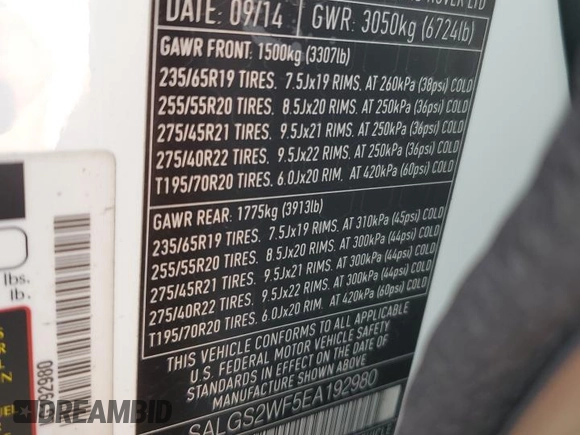 ROVER LTD
DATE: 09/14 GWR: 3050kg (6724lb)
GAWR FRONT: 1500kg (3307lb)
235/65R19 TIRES. 7.5Jx19 RIMS. AT 260kPa (38psi) COLD
255/55R20 TIRES. 8.5Jx20 RIMS, AT 250kPa (36psi) COLD
275/45R21 TIRES. 9.5Jx21 RIMS, AT 250kPa (36psi) COLD
275/40R22 TIRES. 9.5Jx22 RIMS, AT 250kPa (36psi) COLD
T195/70R20 TIRES. 6.0Jx20 RIM, AT 420kPa (60psi) COLD
GAWR REAR: 1775kg (3913lb)
235/65R19 TIRES. 7.5Jx19 RIMS, AT 310kPa (45psi) COLD
255/55R20 TIRES. 8.5Jx20 RIMS, AT 300kPa (44psi) COLD
275/45R21 TIRES. 9.5Jx21 RIMS, AT 300kPa (44psi) COLD
275/40R22 TIRES. 9.5Jx22 RIMS, AT 300kPa (44psi) COLD
T195/70R20 TIRES. 6.0Jx20 RIM, AT 420kPa (60psi) COLD
THIS VEHICLE CONFORMS TO ALL APPLICABLE
U.S. FEDERAL MOTOR VEHICLE SAFETY
STANDARDS IN EFFECT ON THE DATE OF
MANUFACTURE SHOWN ABOVE
SALGS2WF5EA192980
lbs.
lb.
192980
DREAMBID